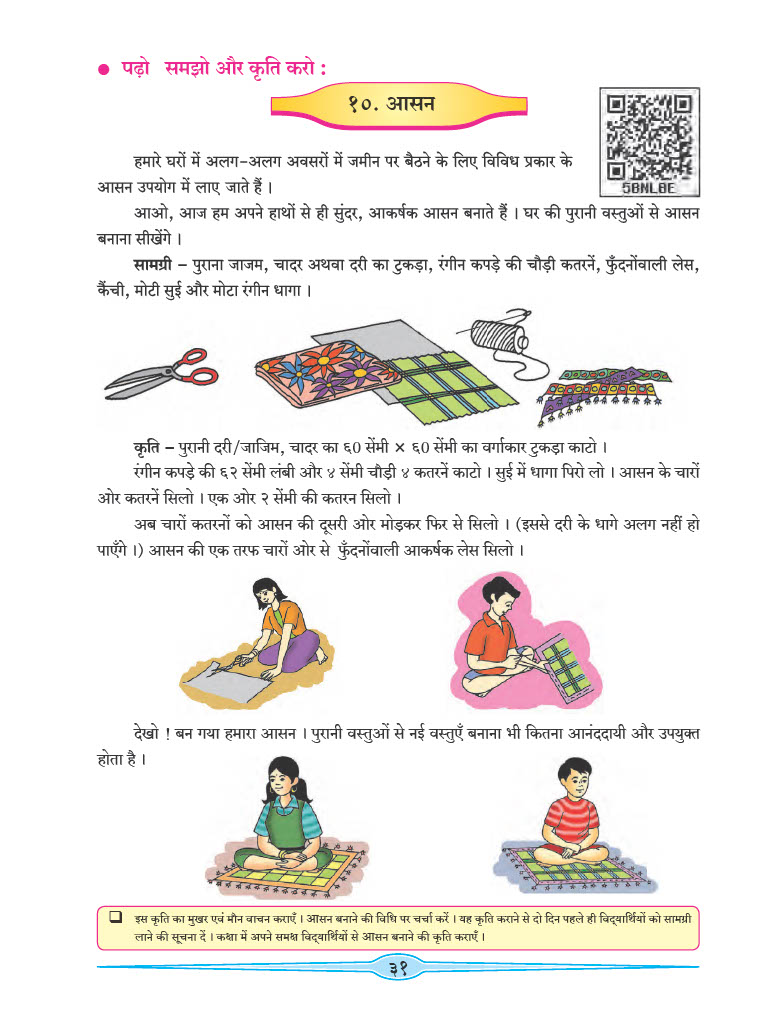 ● पढ़ो समझो और कृति करो :
१०. आसन
5BNLBE
हमारे घरों में अलग-अलग अवसरों में जमीन पर बैठने के लिए विविध प्रकार के
आसन उपयोग में लाए जाते हैं ।
आओ, आज हम अपने हाथों से ही सुंदर, आकर्षक आसन बनाते हैं । घर की पुरानी वस्तुओं से आसन
बनाना सीखेंगे ।
सामग्री – पुराना जाजम, चादर अथवा दरी का टुकड़ा, रंगीन कपड़े की चौड़ी कतरनें, फुँदनोंवाली लेस,
कैंची, मोटी सुई और मोटा रंगीन धागा ।
कृति – पुरानी दरी/जाजिम, चादर का ६0 सेंमी × ६0 सेंमी का वर्गाकार टुकड़ा काटो ।
रंगीन कपड़े की ६२ सेंमी लंबी और ४ सेंमी चौड़ी ४ कतरनें काटो । सुई में धागा पिरो लो । आसन के चारों
ओर कतरनें सिलो । एक ओर २ सेंमी की कतरन सिलो ।
अब चारों कतरनों को आसन की दूसरी ओर मोड़कर फिर से सिलो । (इससे दरी के धागे अलग नहीं हो
पाएँगे ।) आसन की एक तरफ चारों ओर से फुँदनोंवाली आकर्षक लेस सिलो ।
देखो ! बन गया हमारा आसन । पुरानी वस्तुओं से नई वस्तुएँ बनाना भी कितना आनंददायी और उपयुक्त
होता है ।
❑ इस कृति का मुखर एवं मौन वाचन कराएँ । आसन बनाने की विधि पर चर्चा करें । यह कृति कराने से दो दिन पहले ही विद्यार्थियों को सामग्री
लाने की सूचना दें । कक्षा में अपने समक्ष विद्यार्थियों से आसन बनाने की कृति कराएँ ।
३१